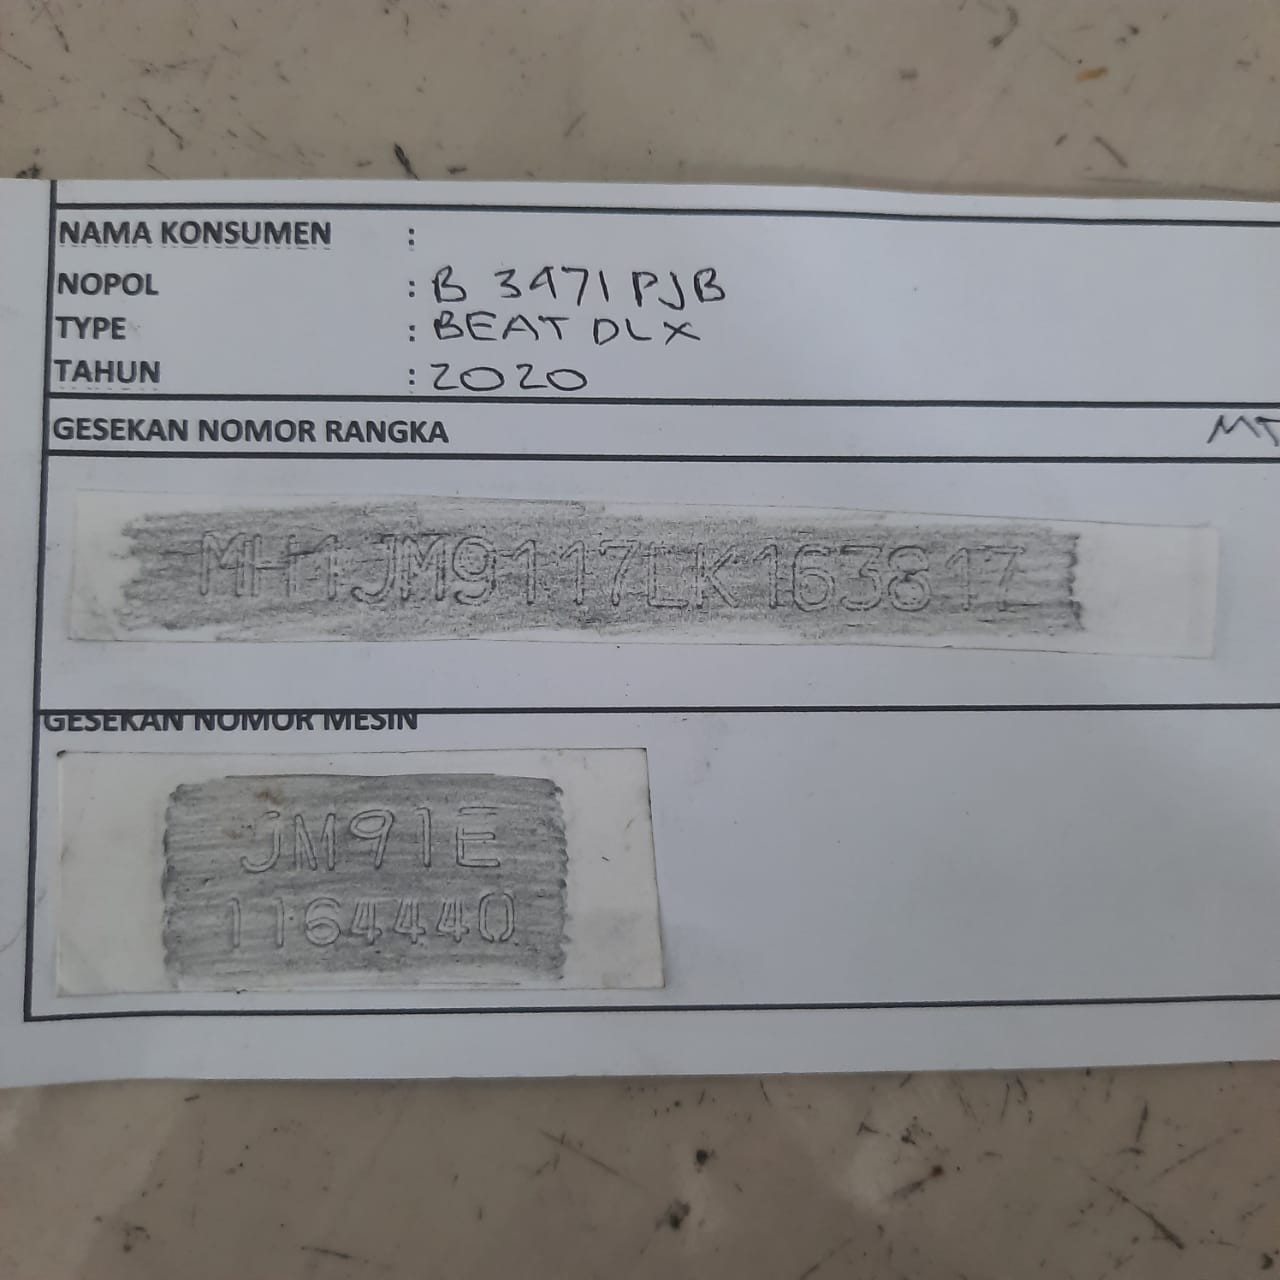 NAMA KONSUMEN :
NOPOL : B 3471 PJB
TYPE : BEAT DLX
TAHUN : 2020
GESEKAN NOMOR RANGKA
MH1JM9117LK163817
GESEKAN NOMOR MESIN
JM91E
1164440